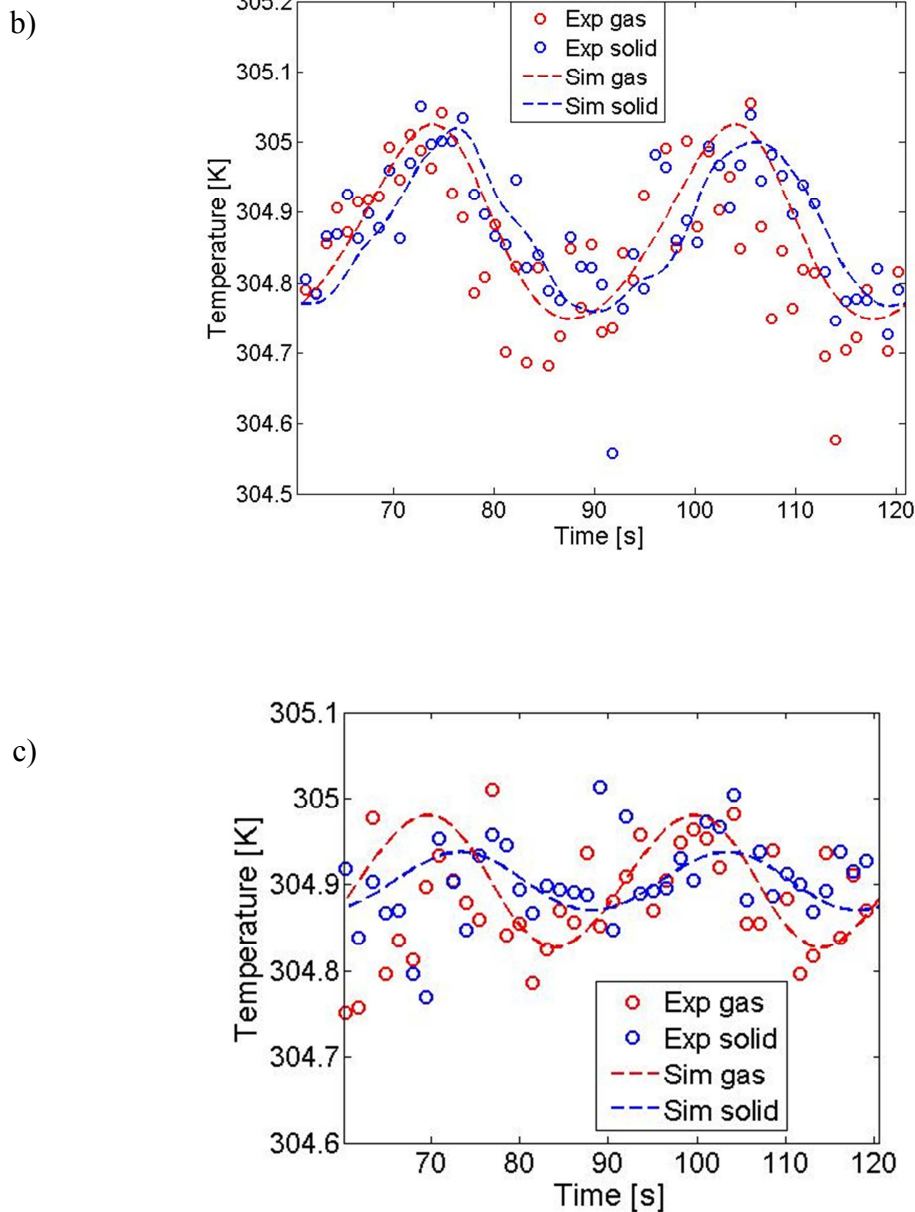 b)
305.2
305.1
305
304.9
304.8
304.7
304.6
304.5
Temperature [K]
Exp gas
Exp solid
Sim gas
Sim solid
70 80 90 100 110 120
Time [s]
c)
305.1
305
304.9
304.8
304.7
304.6
Temperature [K]
Exp gas
Exp solid
Sim gas
Sim solid
70 80 90 100 110 120
Time [s]